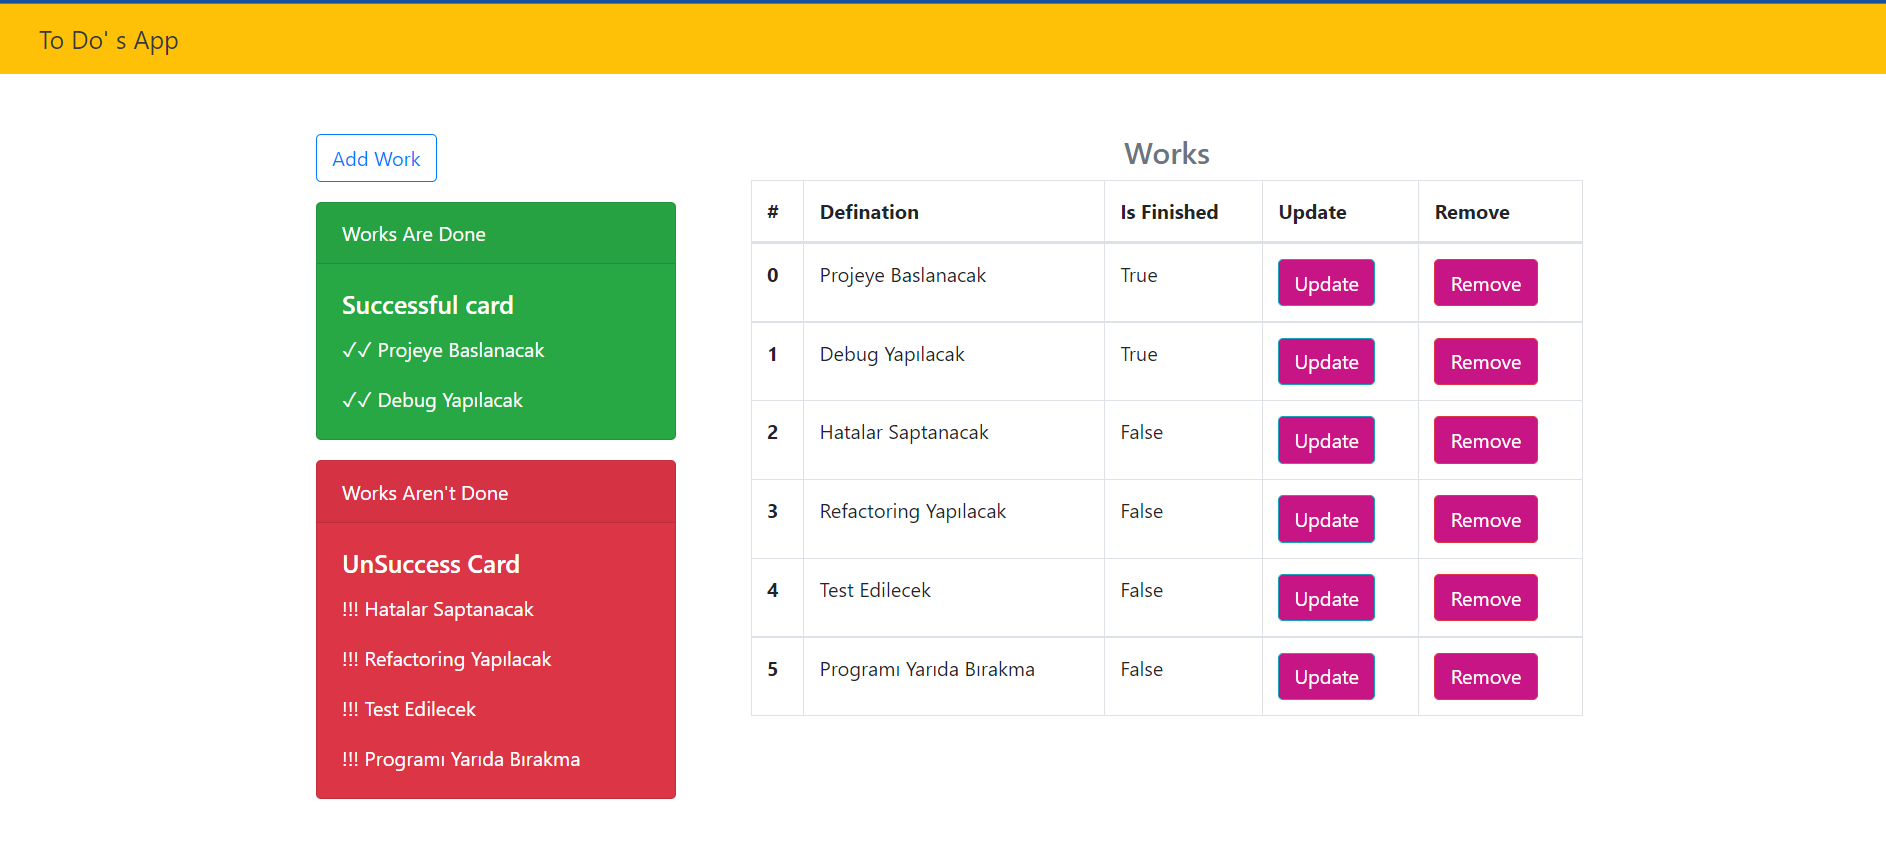 To Do' s App
Add Work
Works Are Done
Successful card
✓✓ Projeye Baslanacak
✓✓ Debug Yapılacak
Works Aren't Done
UnSuccess Card
!!! Hatalar Saptanacak
!!! Refactoring Yapılacak
!!! Test Edilecek
!!! Programı Yarıda Bırakma
Works
# Defination Is Finished Update Remove
0 Projeye Baslanacak True Update Remove
1 Debug Yapılacak True Update Remove
2 Hatalar Saptanacak False Update Remove
3 Refactoring Yapılacak False Update Remove
4 Test Edilecek False Update Remove
5 Programı Yarıda Bırakma False Update Remove